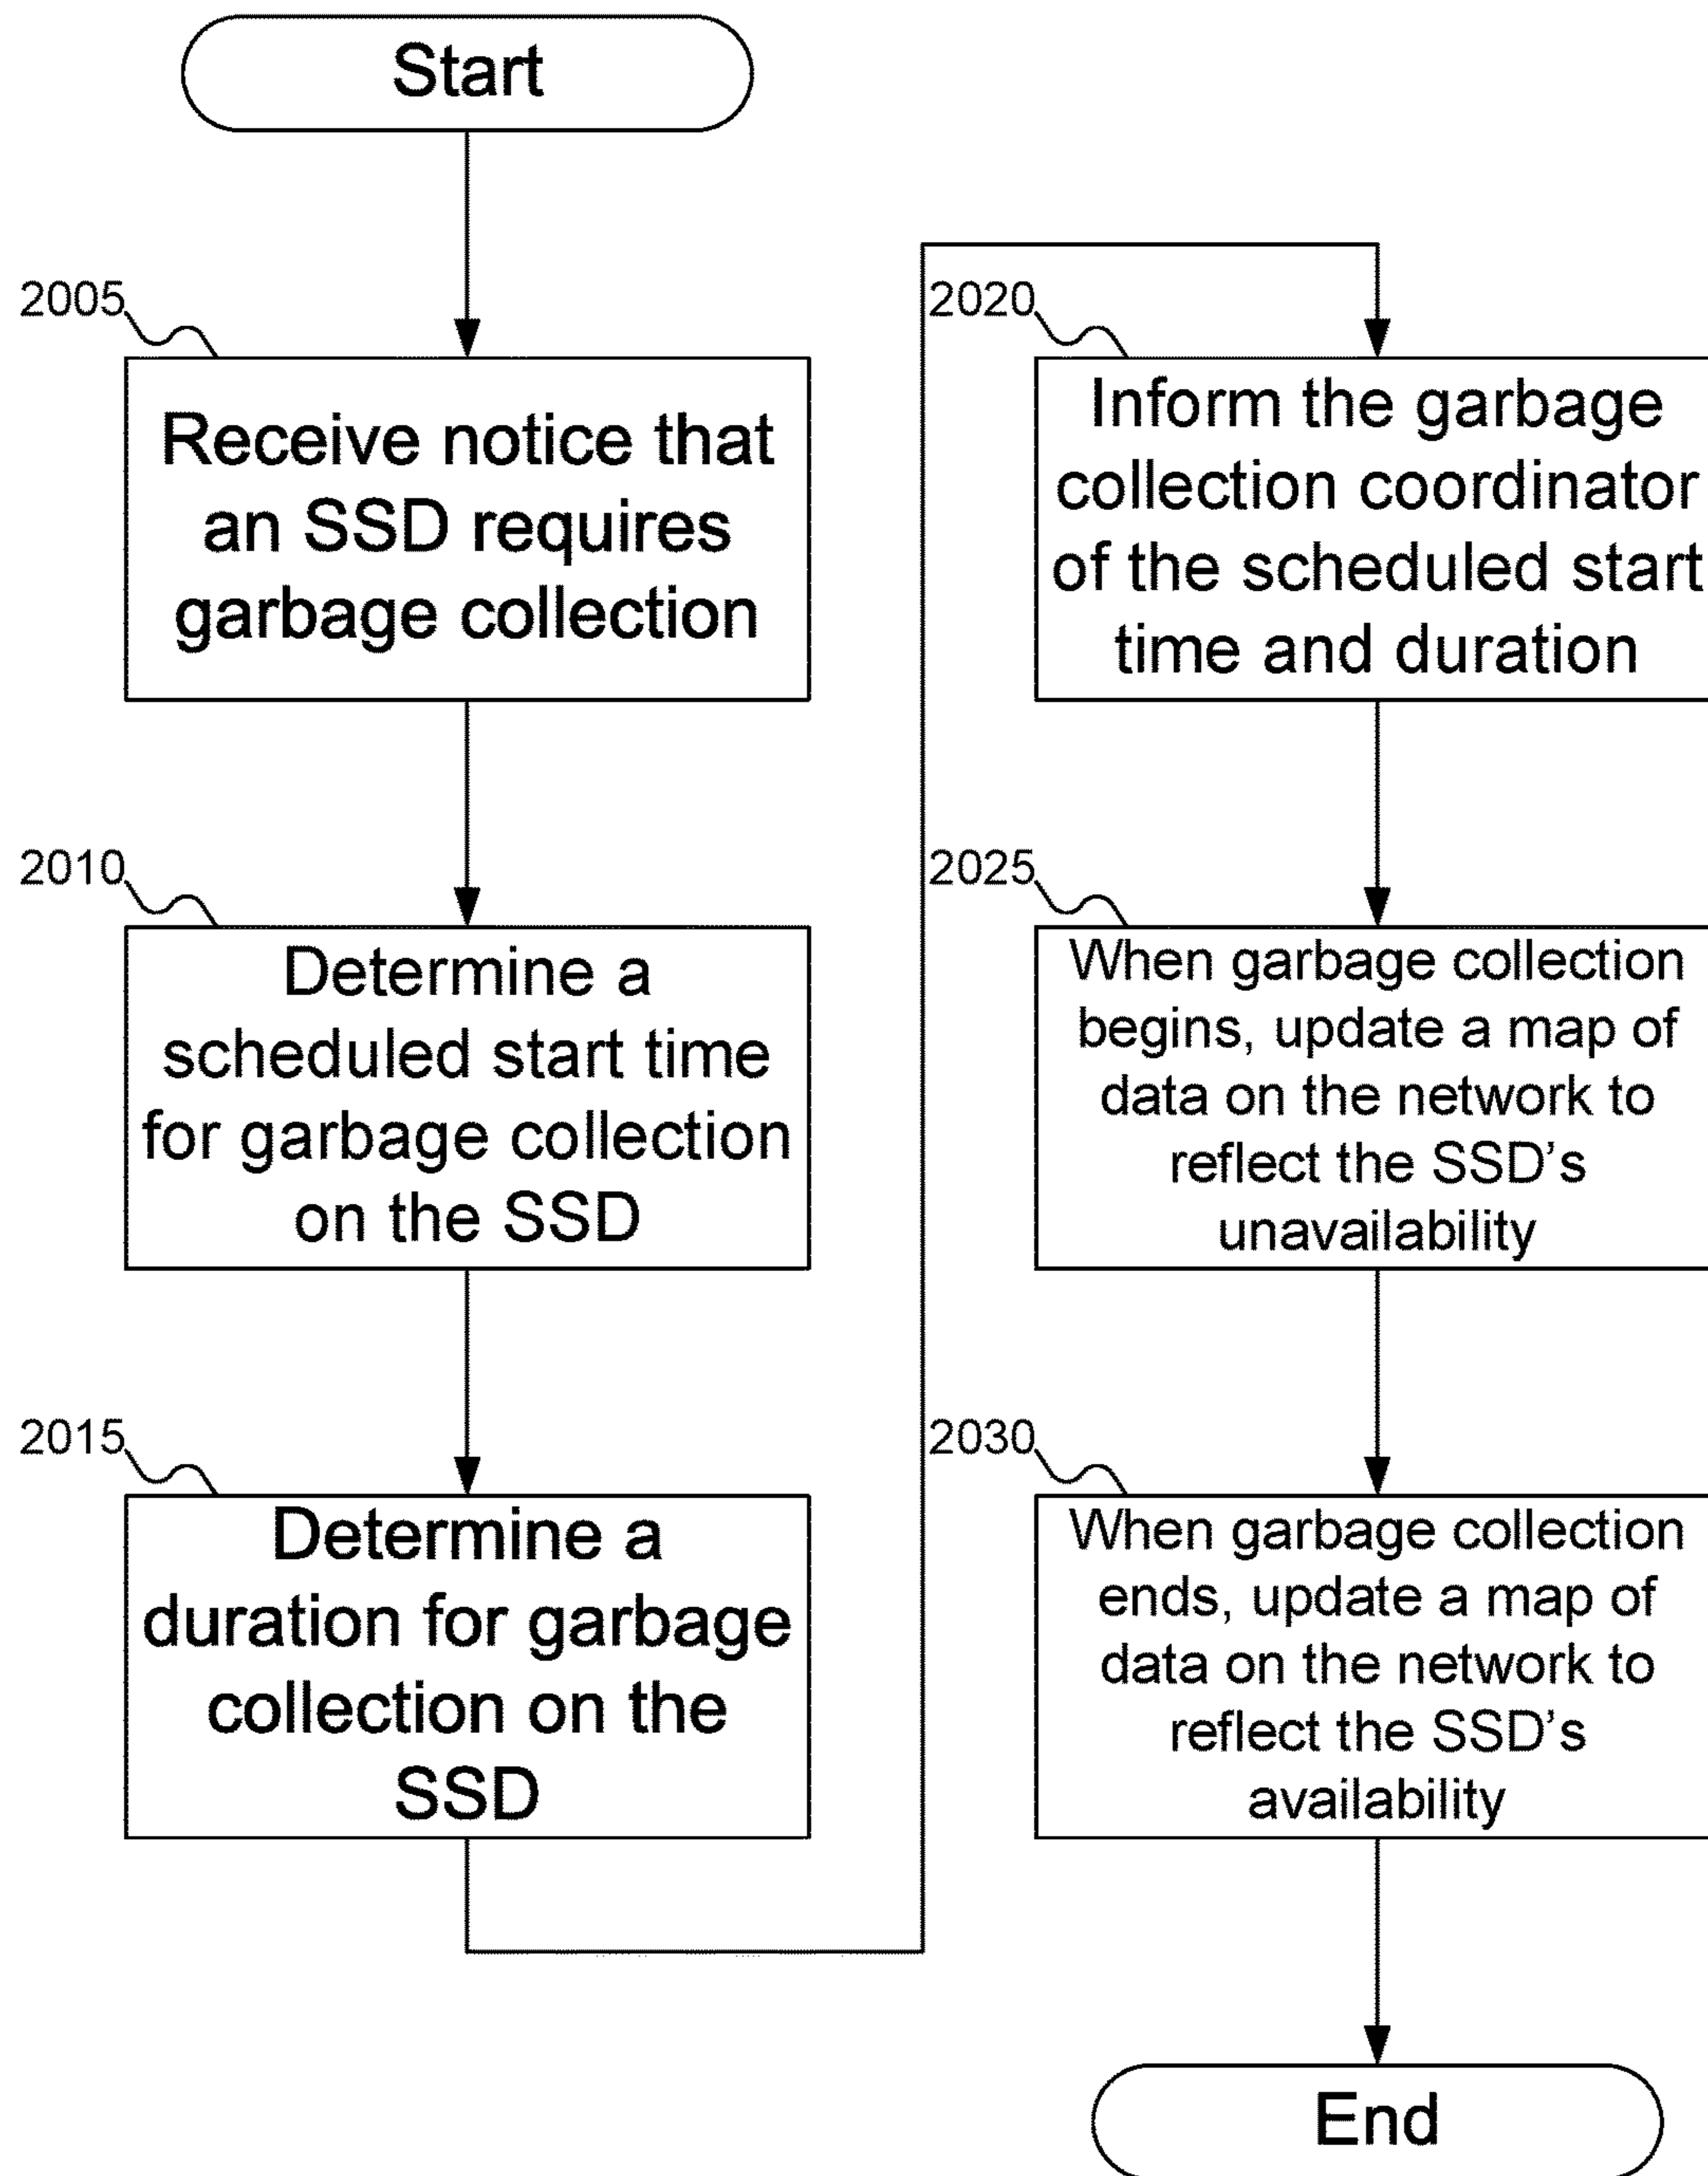 Start
2005
Receive notice that
an SSD requires
garbage collection
2010
Determine a
scheduled start time
for garbage collection
on the SSD
2015
Determine a
duration for garbage
collection on the
SSD
2020
Inform the garbage
collection coordinator
of the scheduled start
time and duration
2025
When garbage collection
begins, update a map of
data on the network to
reflect the SSD’s
unavailability
2030
When garbage collection
ends, update a map of
data on the network to
reflect the SSD’s
availability
End